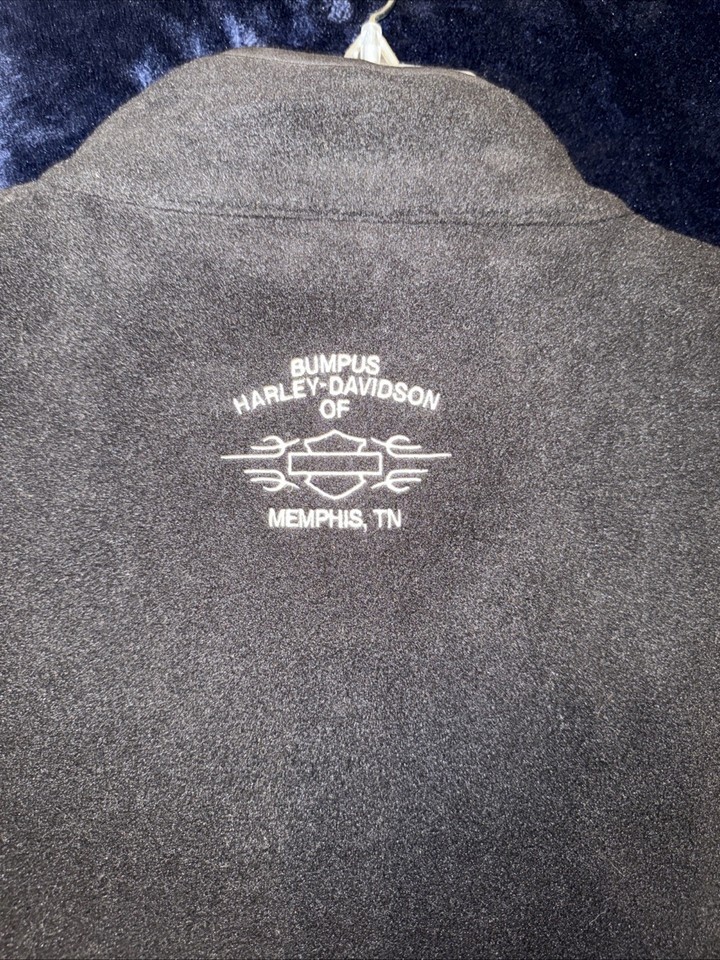 BUMPUS
HARLEY-DAVIDSON
OF
MEMPHIS, TN